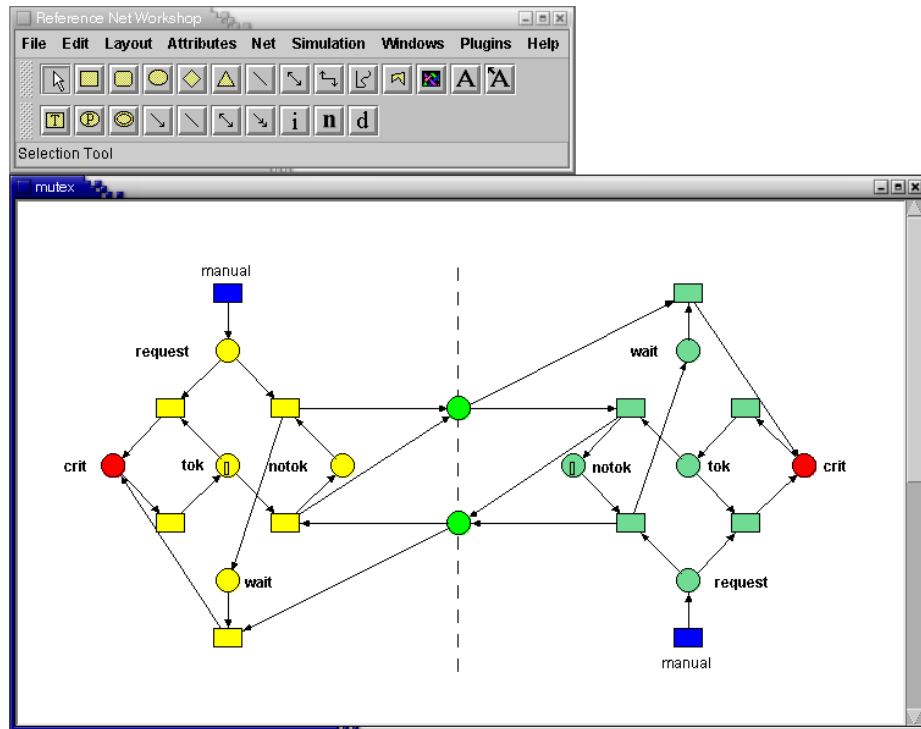 Reference Net Workshop
File Edit Layout Attributes Net Simulation Windows Plugins Help
A A
T P i n d
Selection Tool
mutex
manual
request
wait
crit tok notok notok tok crit
wait request
manual